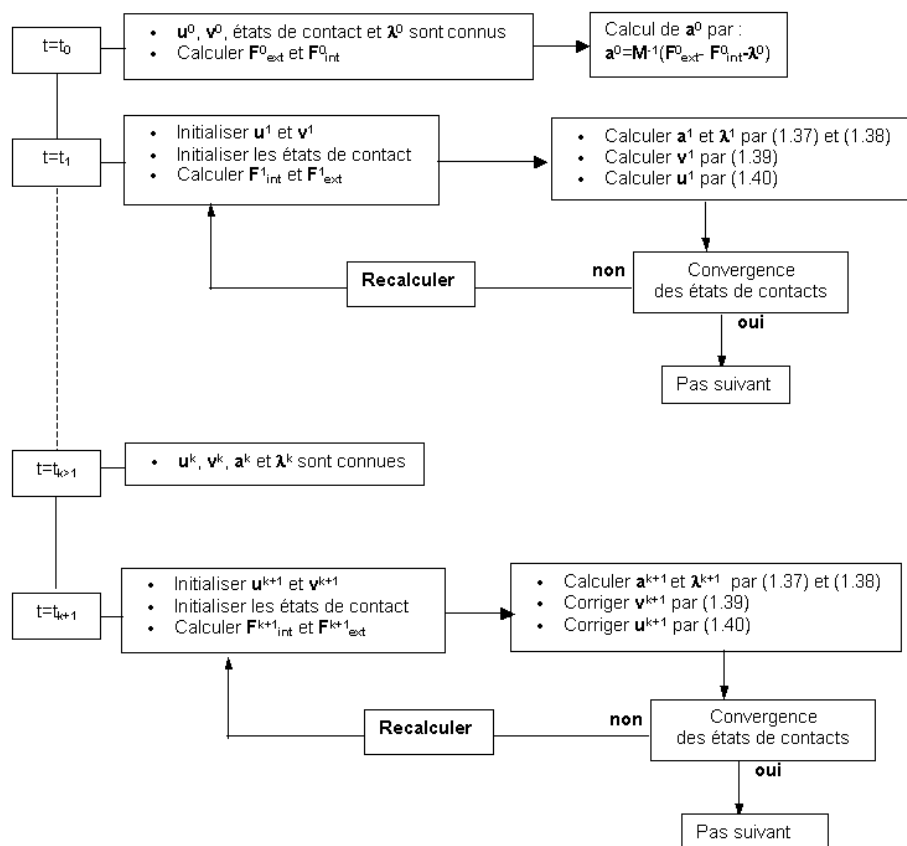 t=t₀
• u⁰, v⁰, états de contact et λ⁰ sont connus
• Calculer F⁰ext et F⁰int
Calcul de a⁰ par :
a⁰=M⁻¹(F⁰ext- F⁰int-λ⁰)
t=t₁
• Initialiser u¹ et v¹
• Initialiser les états de contact
• Calculer F¹int et F¹ext
• Calculer a¹ et λ¹ par (1.37) et (1.38)
• Calculer v¹ par (1.39)
• Calculer u¹ par (1.40)
Recalculer
non
Convergence
des états de contacts
oui
Pas suivant
t=tk>1
• uᵏ, vᵏ, aᵏ et λᵏ sont connues
t=tk+1
• Initialiser uᵏ⁺¹ et vᵏ⁺¹
• Initialiser les états de contact
• Calculer Fᵏ⁺¹int et Fᵏ⁺¹ext
• Calculer aᵏ⁺¹ et λᵏ⁺¹ par (1.37) et (1.38)
• Corriger vᵏ⁺¹ par (1.39)
• Corriger uᵏ⁺¹ par (1.40)
Recalculer
non
Convergence
des états de contacts
oui
Pas suivant